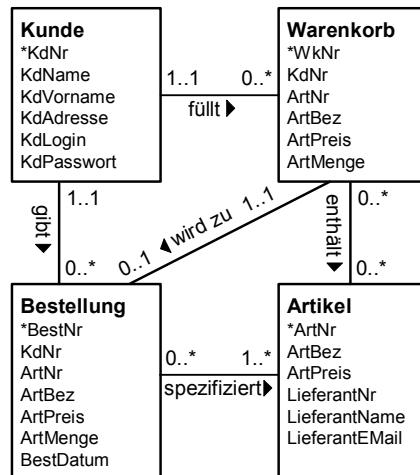 Kunde
*KdNr
KdName
KdVorname
KdAdresse
KdLogin
KdPasswort
1..1
0..*
füllt
Warenkorb
*WkNr
KdNr
ArtNr
ArtBez
ArtPreis
ArtMenge
1..1
gibt
0..*
1..1
wird zu
0..1
0..*
enthält
0..*
Bestellung
*BestNr
KdNr
ArtNr
ArtBez
ArtPreis
ArtMenge
BestDatum
0..*
1..*
spezifiziert
Artikel
*ArtNr
ArtBez
ArtPreis
LieferantNr
LieferantName
LieferantEMail